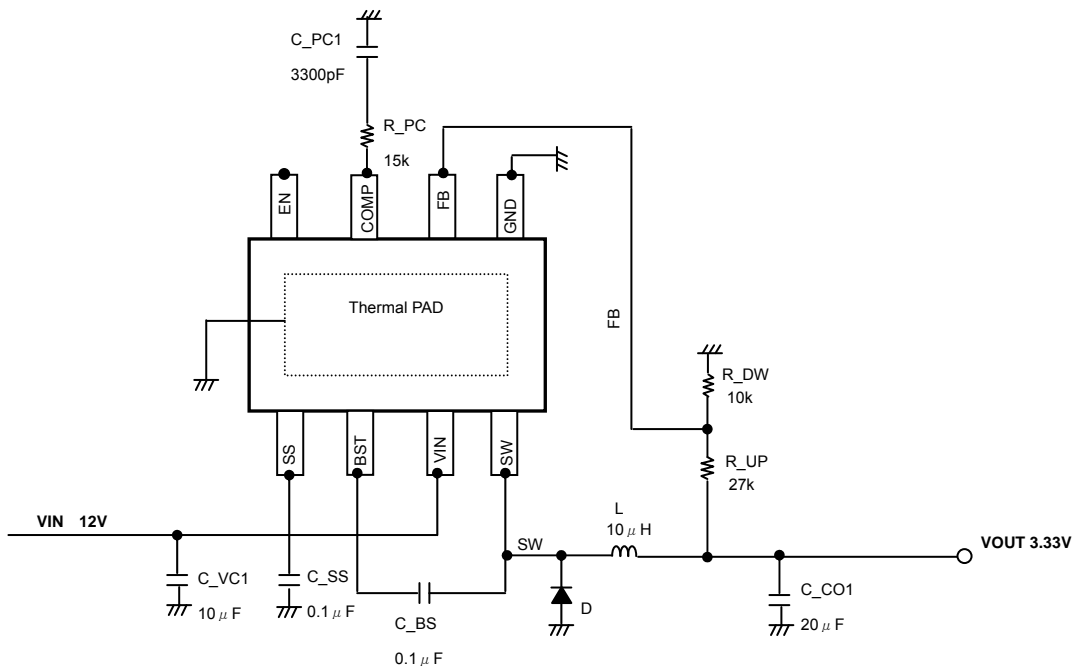 C_PC1
3300pF
R_PC
15k
EN
COMP
FB
GND
Thermal PAD
FB
R_DW
10k
R_UP
27k
SS
BST
VIN
SW
VIN 12V
L
10μH
SW
VOUT 3.33V
C_VC1
10μF
C_SS
0.1μF
C_BS
0.1μF
D
C_CO1
20μF